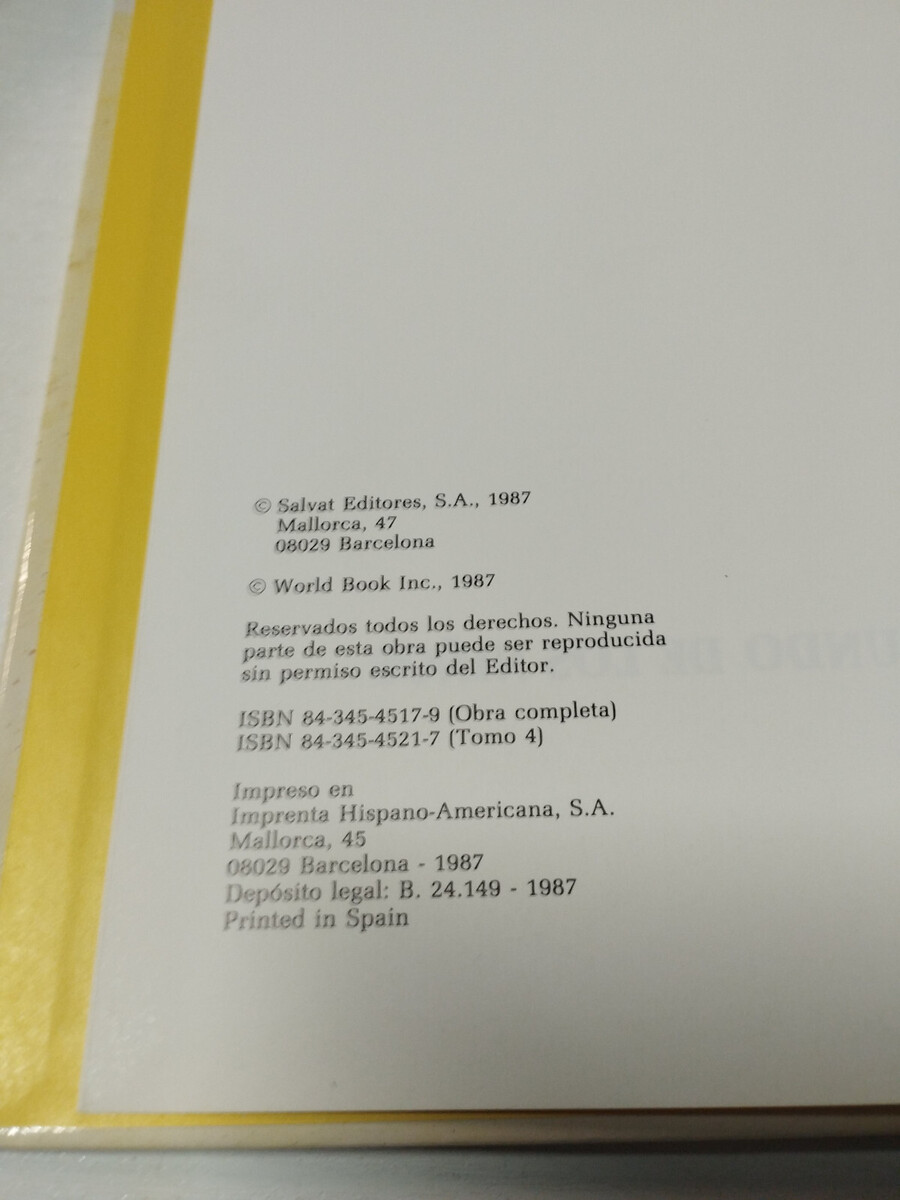 © Salvat Editores, S.A., 1987
Mallorca, 47
08029 Barcelona
© World Book Inc., 1987
Reservados todos los derechos. Ninguna
parte de esta obra puede ser reproducida
sin permiso escrito del Editor.
ISBN 84-345-4517-9 (Obra completa)
ISBN 84-345-4521-7 (Tomo 4)
Impreso en
Imprenta Hispano-Americana, S.A.
Mallorca, 45
08029 Barcelona - 1987
Depósito legal: B. 24.149 - 1987
Printed in Spain